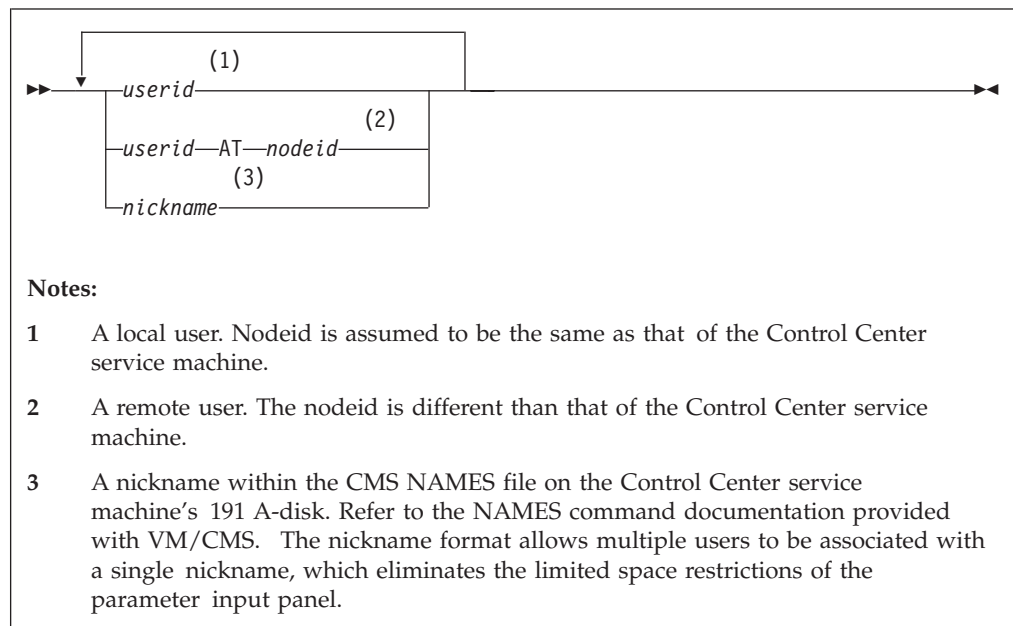 (1)
userid
(2)
userid AT nodeid
(3)
nickname
Notes:
1 A local user. Nodeid is assumed to be the same as that of the Control Center
service machine.
2 A remote user. The nodeid is different than that of the Control Center service
machine.
3 A nickname within the CMS NAMES file on the Control Center service
machine's 191 A-disk. Refer to the NAMES command documentation provided
with VM/CMS. The nickname format allows multiple users to be associated with
a single nickname, which eliminates the limited space restrictions of the
parameter input panel.